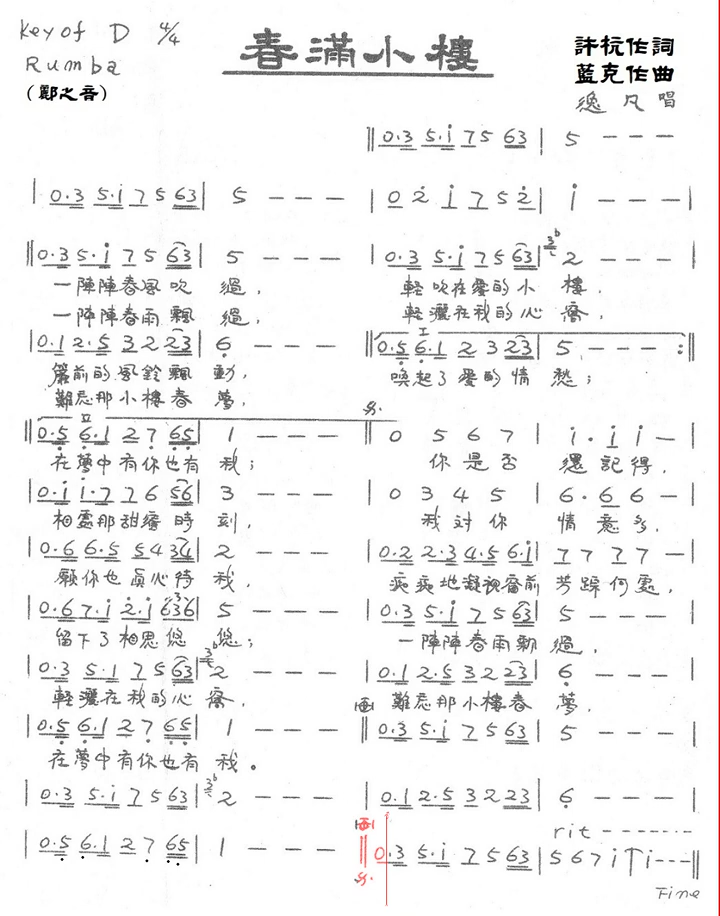 Key of D 4/4
春滿小樓
許杭作詞
Rumba
藍克作曲
(鄭之吾)
逸凡唱
‖0·3 5·i 7 5 63 | 5 - - -
| 0·3 5·i 7 5 63 | 5 - - - | 0 2 i 7 5 2 | i - - - |
‖0·3 5·i 7 5 63 | 5 - - - | 0·3 5·i 7 5 63 | 2 - - - |
一陣陣春風吹 過, 輕吹在愛的小 樓,
一陣陣春雨飄 過, 輕灑在我的心 窩,
| 0·1 2·5 3 2 23 | 6 - - - ‖ I 0·5 6·1 2 3 23 | 5 - - - :‖
簷前的風鈴飄 動, 喚起了愛的情 愁;
難忘那小樓春 夢,
‖ II 0·5 6·1 2 7 65 | 1 - - - ‖ 0 5 6 7 | i · i i - |
在夢中有你也有 我; 你是否 還記得,
| 0·i i·7 7 6 56 | 3 - - - | 0 3 4 5 | 6·6 6 - |
相處那甜蜜時 刻, 我對你 情意多,
| 0·6 6·5 5 4 34 | 2 - - - | 0·2 2·3 4·5 6·i | 7 7 7 7 - |
願你也真心待 我, 痴痴地凝視窗前 芳蹤何處,
| 0·6 7·i 2·i 636 | 5 - - - | 0·3 5·i 7 5 63 | 5 - - - |
留下了相思悠 悠; 一陣陣春雨飄 過,
| 0·3 5·1 7 5 63 | 2 - - - | 0·1 2·5 3 2 23 | 6 - - - |
輕灑在我的心 窩, 難忘那小樓春 夢,
| 0·5 6·1 2 7 65 | 1 - - - ‖ 0·3 5·i 7 5 63 | 5 - - - |
在夢中有你也有 我。
| 0·3 5·i 7 5 63 | 2 - - - | 0·1 2·5 3 2 23 | 6 - - - |
rit - - - - - - -
| 0·5 6·1 2 7 65 | 1 - - - ‖ 0·3 5·i 7 5 63 | 5 6 7 i ↑ i - - - ‖
Fine